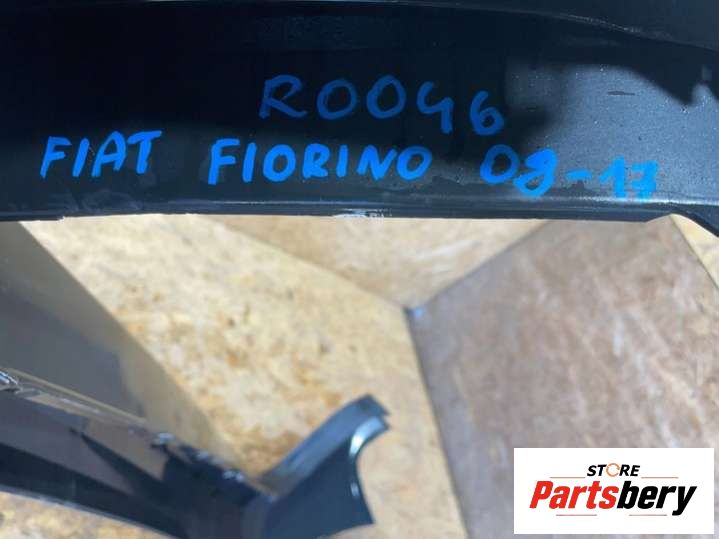 R0046
FIAT FIORINO 08-17
STORE
Partsbery